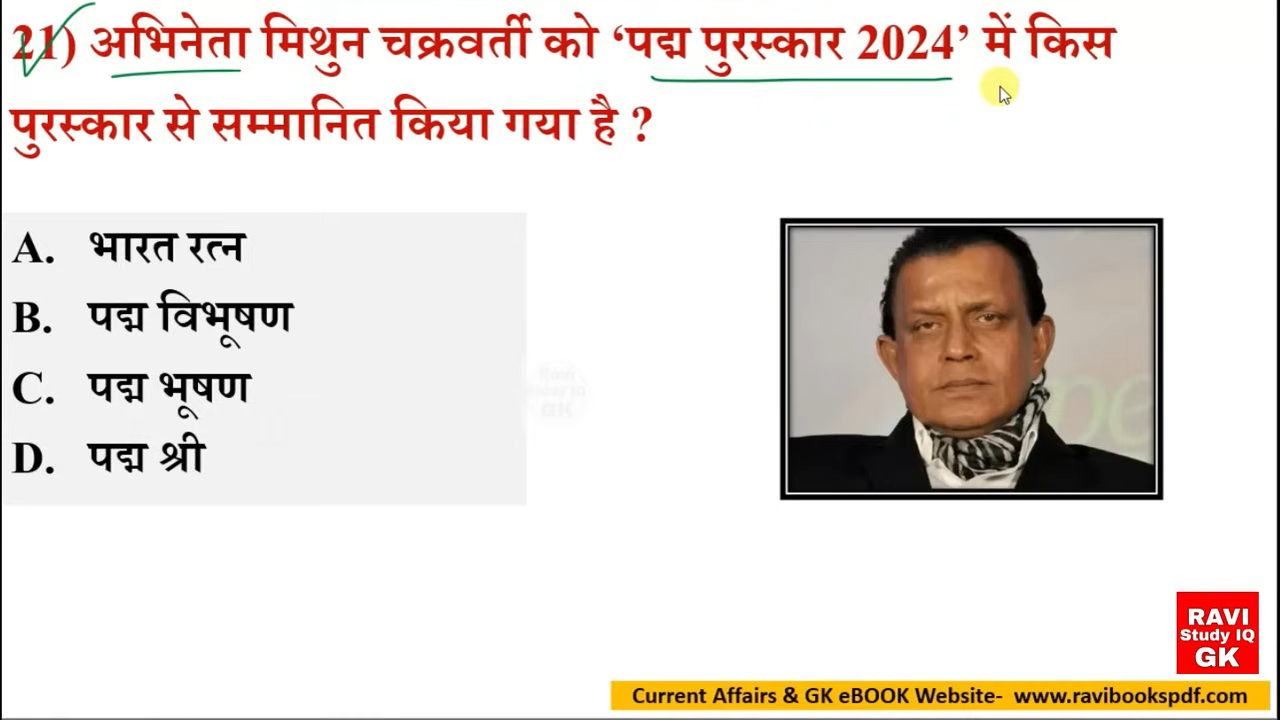 21) अभिनेता मिथुन चक्रवर्ती को ‘पद्म पुरस्कार 2024’ में किस
पुरस्कार से सम्मानित किया गया है ?
A. भारत रत्न
B. पद्म विभूषण
C. पद्म भूषण
D. पद्म श्री
RAVI
Study IQ
GK
Current Affairs & GK eBOOK Website- www.ravibookspdf.com